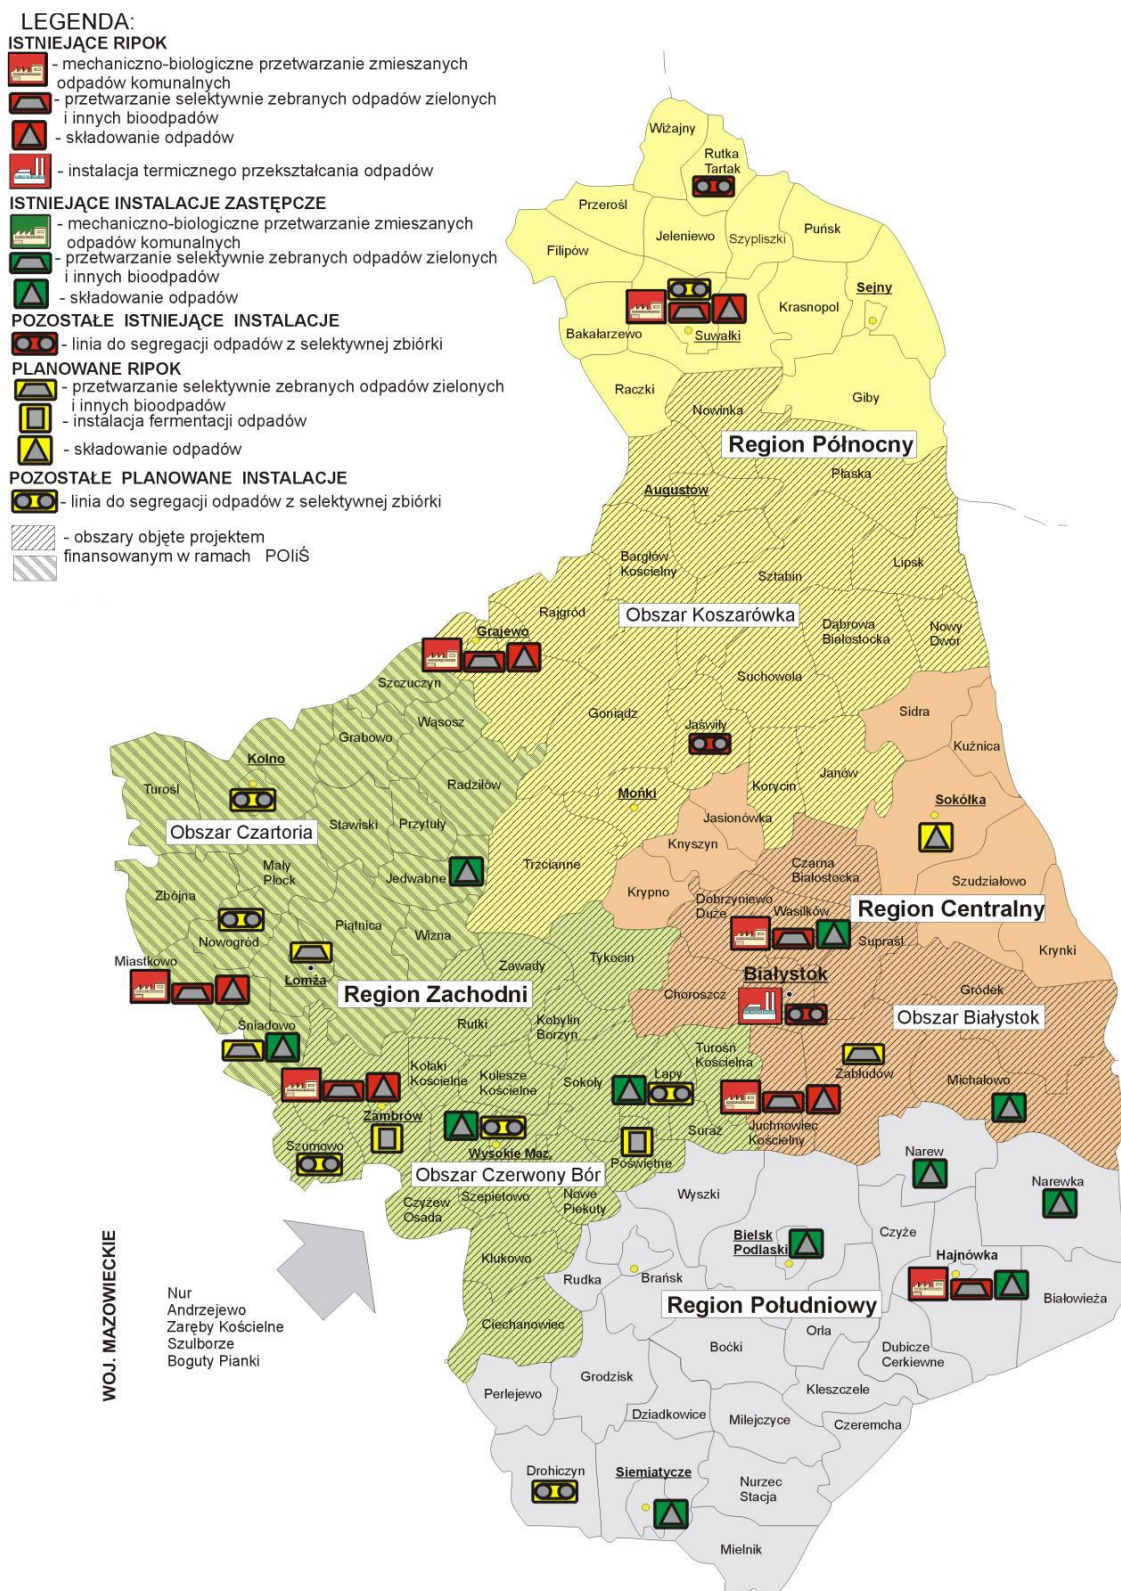 LEGENDA:
ISTNIEJĄCE RIPOK
- mechaniczno-biologiczne przetwarzanie zmieszanych
odpadów komunalnych
- przetwarzanie selektywnie zebranych odpadów zielonych
i innych bioodpadów
- składowanie odpadów
- instalacja termicznego przekształcania odpadów
ISTNIEJĄCE INSTALACJE ZASTĘPCZE
- mechaniczno-biologiczne przetwarzanie zmieszanych
odpadów komunalnych
- przetwarzanie selektywnie zebranych odpadów zielonych
i innych bioodpadów
- składowanie odpadów
POZOSTAŁE ISTNIEJĄCE INSTALACJE
- linia do segregacji odpadów z selektywnej zbiórki
PLANOWANE RIPOK
- przetwarzanie selektywnie zebranych odpadów zielonych
i innych bioodpadów
- instalacja fermentacji odpadów
- składowanie odpadów
POZOSTAŁE PLANOWANE INSTALACJE
- linia do segregacji odpadów z selektywnej zbiórki
- obszary objęte projektem
finansowanym w ramach POIiŚ
Wiżajny
Rutka
Tartak
Przerośl
Jeleniewo
Szypliszki
Puńsk
Filipów
Sejny
Krasnopol
Bakałarzewo
Suwałki
Raczki
Giby
Nowinka
Region Północny
Płaska
Augustów
Bargłów
Kościelny
Sztabin
Lipsk
Rajgród
Obszar Koszarówka
Dąbrowa
Białostocka
Nowy
Dwór
Grajewo
Szczuczyn
Suchowola
Goniądz
Sidra
Wąsosz
Grabowo
Jaświły
Kuźnica
Kolno
Turośl
Radziłów
Janów
Korycin
Mońki
Sokółka
Jasionówka
Obszar Czartoria
Stawiski
Przytuły
Knyszyn
Trzcianne
Czarna
Białostocka
Mały
Płock
Jedwabne
Zbójna
Krypno
Dobrzyniewo
Duże
Wasilków
Szudziałowo
Region Centralny
Nowogród
Piątnica
Wizna
Supraśl
Krynki
Miastkowo
Łomża
Zawady
Tykocin
Białystok
Region Zachodni
Choroszcz
Gródek
Śniadowo
Rutki
Kobylin
Borzyn
Obszar Białystok
Kołaki
Kościelne
Kulesze
Kościelne
Sokoły
Łapy
Turośń
Kościelna
Zabłudów
Michałowo
Zambrów
Szumowo
Wysokie Maz.
Suraż
Juchnowiec
Kościelny
Poświętne
Narew
Obszar Czerwony Bór
Narewka
Czyżew
Osada
Szepietowo
Nowe
Piekuty
Wyszki
Bielsk
Podlaski
Czyże
Hajnówka
Klukowo
Rudka
Brańsk
Białowieża
Region Południowy
Ciechanowiec
Boćki
Orla
Dubicze
Cerkiewne
Perlejewo
Grodzisk
Kleszczele
Dziadkowice
Milejczyce
Czeremcha
Drohiczyn
Siemiatycze
Nurzec
Stacja
Mielnik
WOJ. MAZOWIECKIE
Nur
Andrzejewo
Zaręby Kościelne
Szulborze
Boguty Pianki